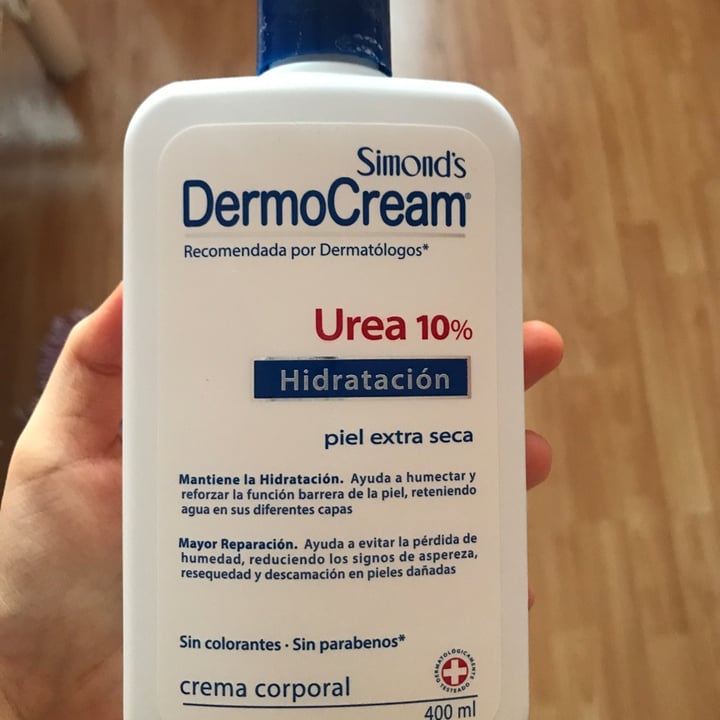 Simond's
DermoCream®
Recomendada por Dermatólogos*
Urea 10%
Hidratación
piel extra seca
Mantiene la Hidratación. Ayuda a humectar y
reforzar la función barrera de la piel, reteniendo
agua en sus diferentes capas
Mayor Reparación. Ayuda a evitar la pérdida de
humedad, reduciendo los signos de aspereza,
resequedad y descamación en pieles dañadas
Sin colorantes · Sin parabenos*
DERMATOLÓGICAMENTE TESTEADO
crema corporal
400 ml